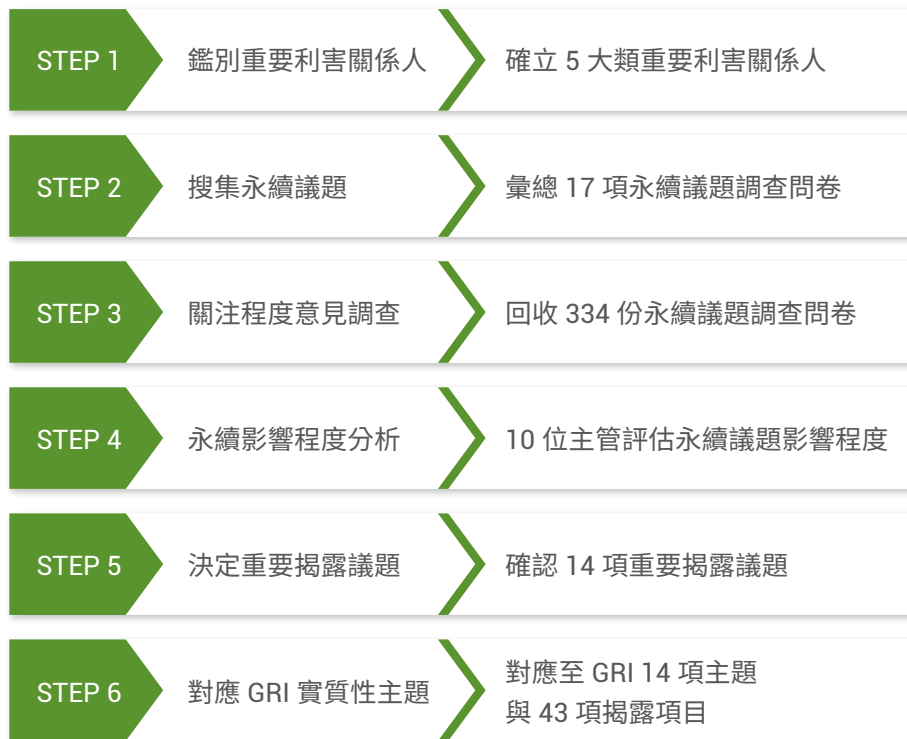 STEP 1 鑑別重要利害關係人 確立 5 大類重要利害關係人
STEP 2 搜集永續議題 彙總 17 項永續議題調查問卷
STEP 3 關注程度意見調查 回收 334 份永續議題調查問卷
STEP 4 永續影響程度分析 10 位主管評估永續議題影響程度
STEP 5 決定重要揭露議題 確認 14 項重要揭露議題
STEP 6 對應 GRI 實質性主題 對應至 GRI 14 項主題
與 43 項揭露項目